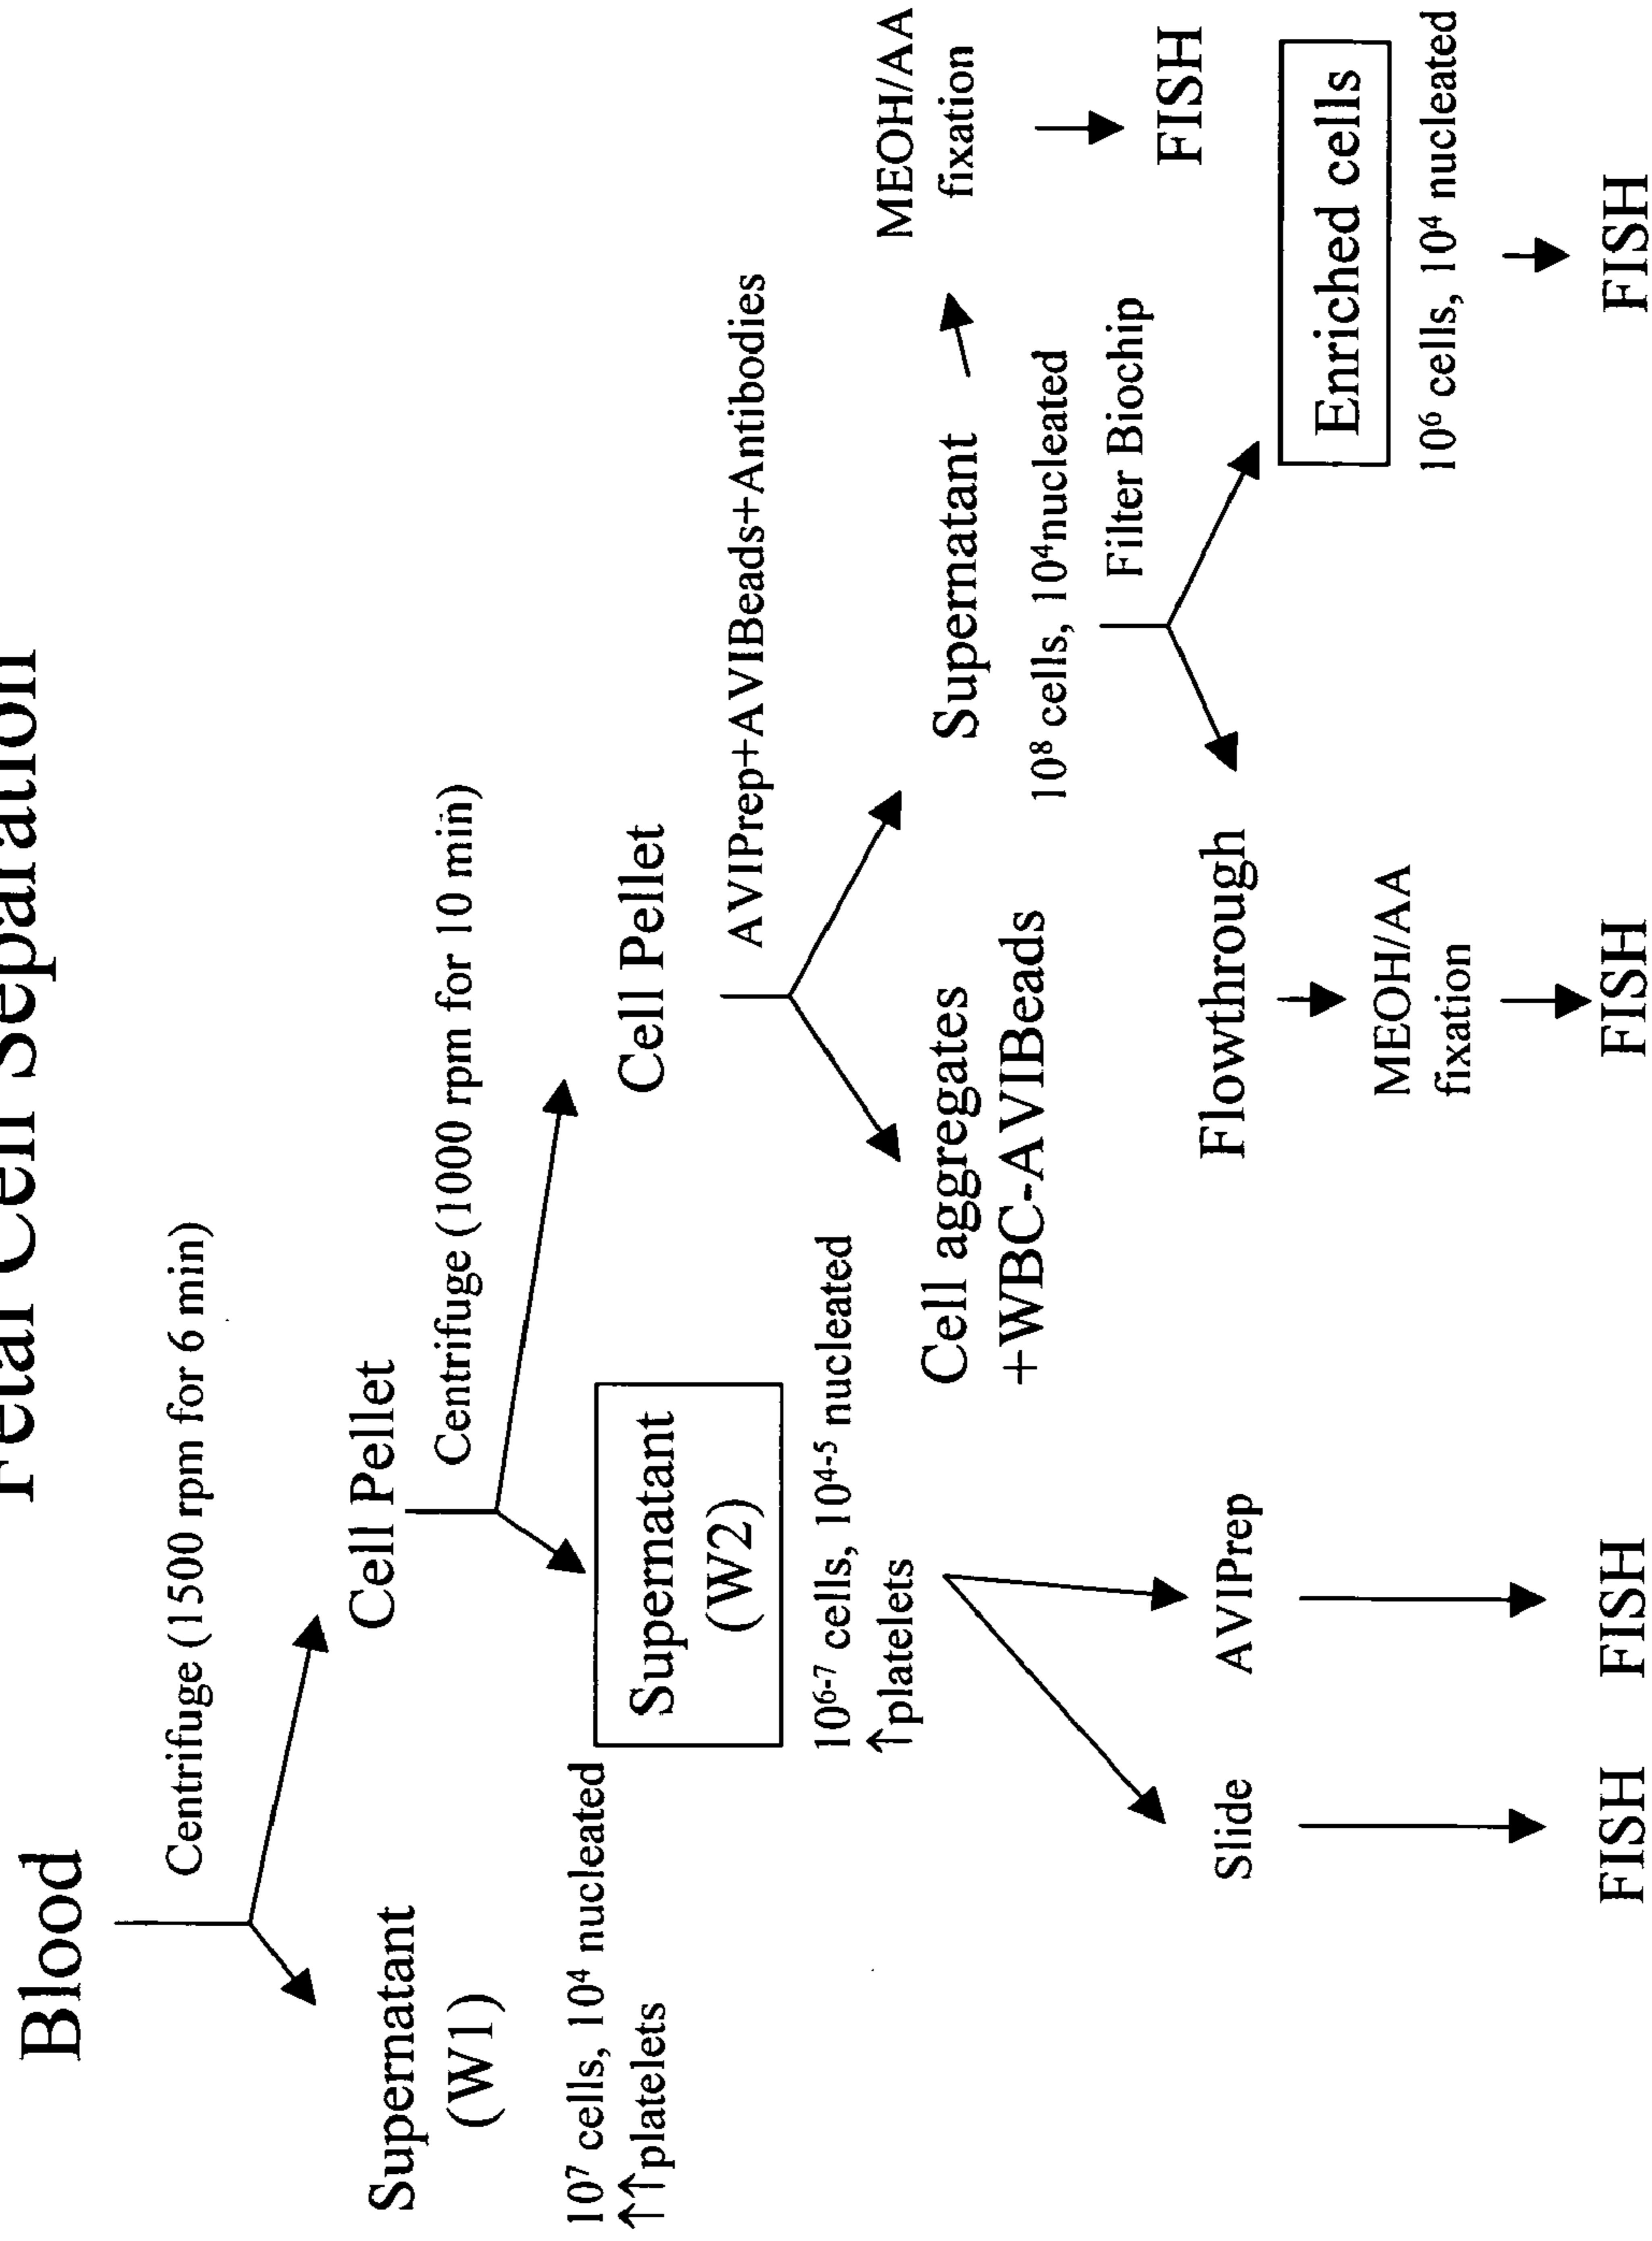 Fetal Cell Separation
Blood
Centrifuge (1500 rpm for 6 min)
Supernatant
(W1)
10⁷ cells, 10⁴ nucleated
↑↑platelets
Cell Pellet
Centrifuge (1000 rpm for 10 min)
Supernatant
(W2)
10⁶⁻⁷ cells, 10⁴⁻⁵ nucleated
↑platelets
Slide
FISH
AVIPrep
FISH
Cell Pellet
AVIPrep+AVIBeads+Antibodies
Cell aggregates
+WBC-AVIBeads
Supernatant
10⁸ cells, 10⁴nucleated
MEOH/AA
fixation
FISH
Filter Biochip
Flowthrough
MEOH/AA
fixation
FISH
Enriched cells
10⁶ cells, 10⁴ nucleated
FISH